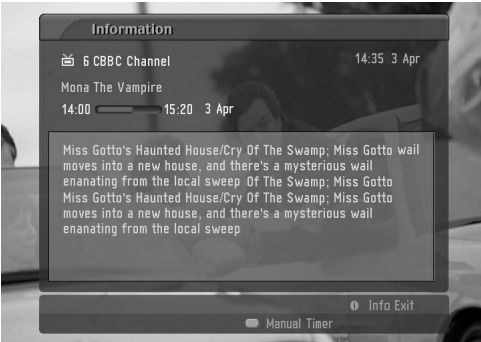 Information
6 CBBC Channel 14:35 3 Apr
Mona The Vampire
14:00 15:20 3 Apr
Miss Gotto's Haunted House/Cry Of The Swamp; Miss Gotto wail
moves into a new house, and there's a mysterious wail
enanating from the local sweep Of The Swamp; Miss Gotto
Miss Gotto's Haunted House/Cry Of The Swamp; Miss Gotto
moves into a new house, and there's a mysterious wail
enanating from the local sweep
i Info Exit
Manual Timer